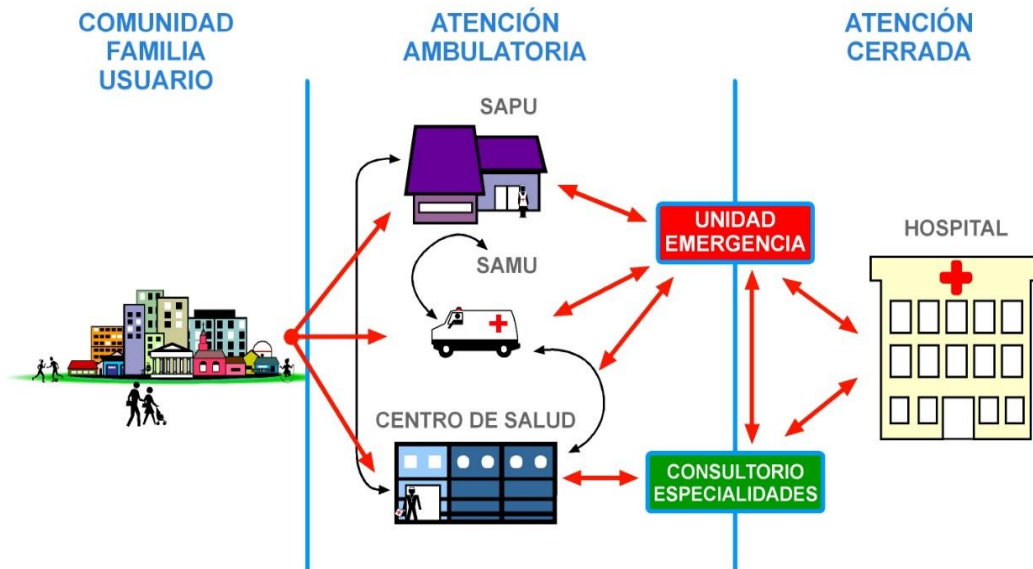 COMUNIDAD
FAMILIA
USUARIO
ATENCIÓN
AMBULATORIA
ATENCIÓN
CERRADA
SAPU
UNIDAD
EMERGENCIA
HOSPITAL
SAMU
CENTRO DE SALUD
CONSULTORIO
ESPECIALIDADES